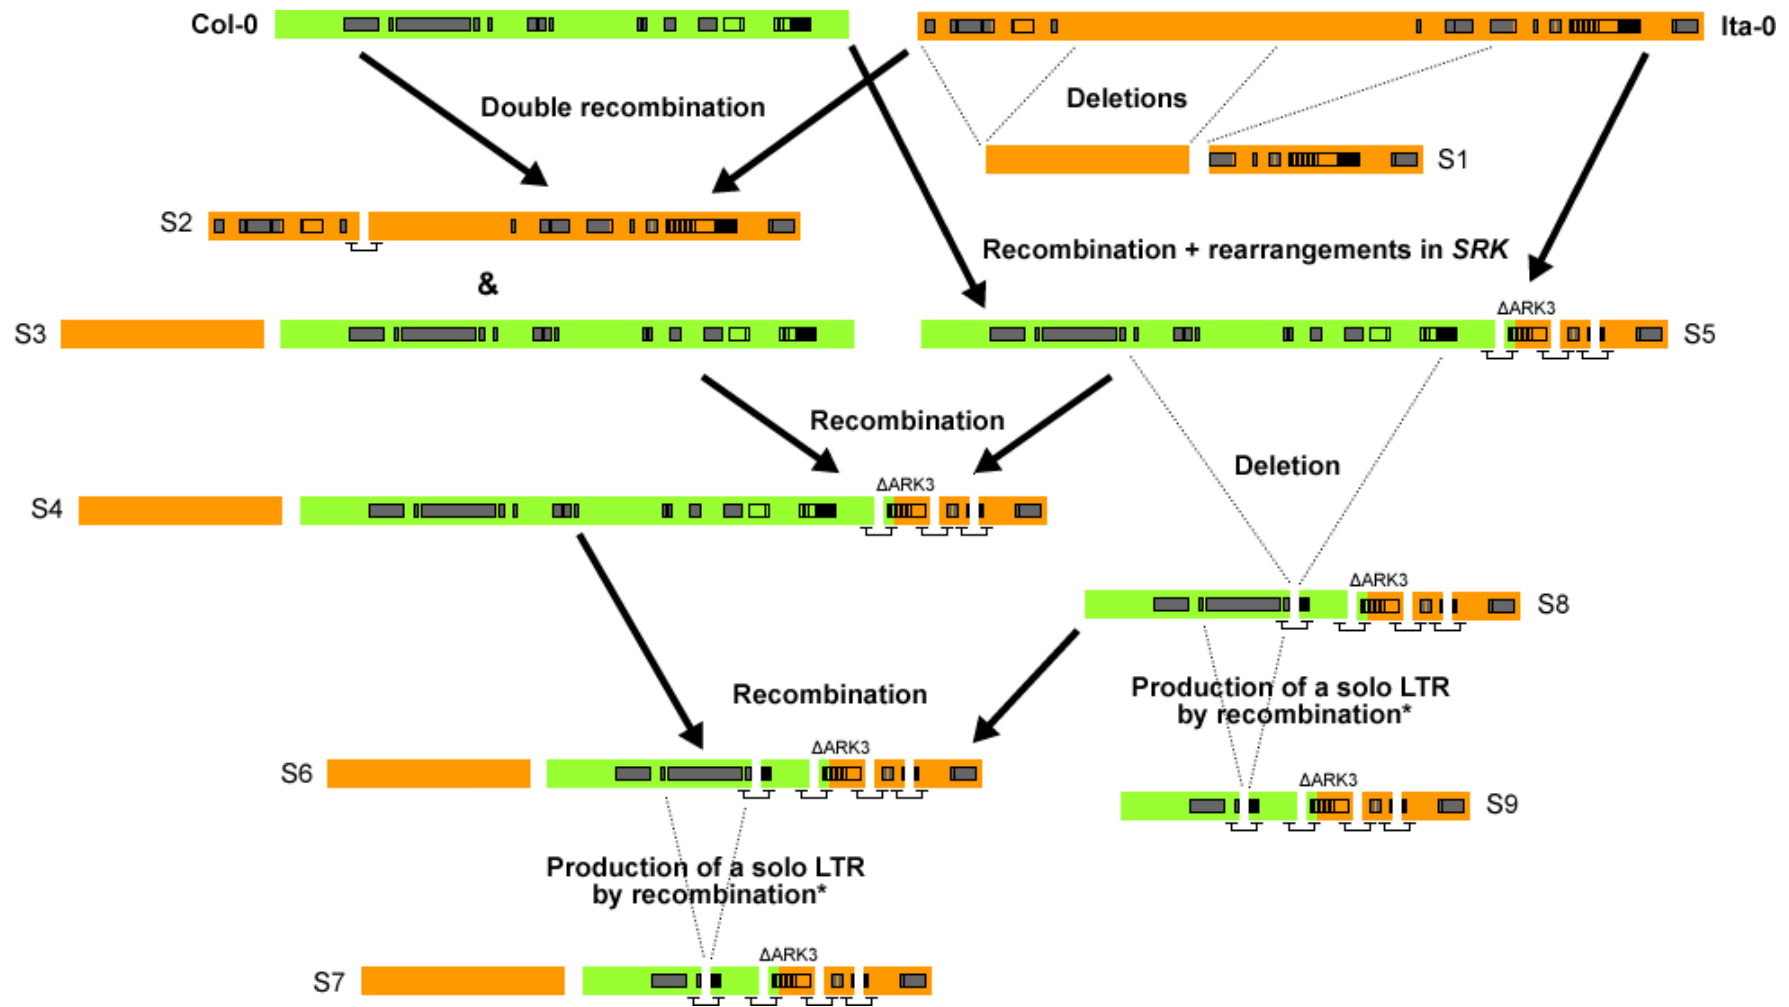 Col-0
Ita-0
Double recombination
Deletions
S1
S2
Recombination + rearrangements in SRK
&
ΔARK3
S3
S5
Recombination
Deletion
ΔARK3
S4
ΔARK3
S8
Recombination
Production of a solo LTR
by recombination*
ΔARK3
S6
ΔARK3
S9
Production of a solo LTR
by recombination*
ΔARK3
S7